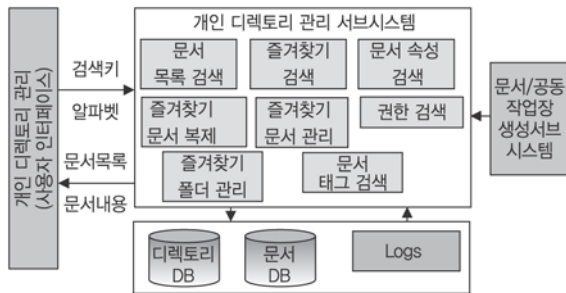 개인 디렉토리 관리 서브시스템
개인 디렉토리 관리
(사용자 인터페이스)
검색키
알파벳
문서목록
문서내용
문서
목록 검색
즐겨찾기
검색
문서 속성
검색
즐겨찾기
문서 복제
즐겨찾기
문서 관리
권한 검색
즐겨찾기
폴더 관리
문서
태그 검색
문서/공동
작업장
생성서브
시스템
디렉토리
DB
문서
DB
Logs